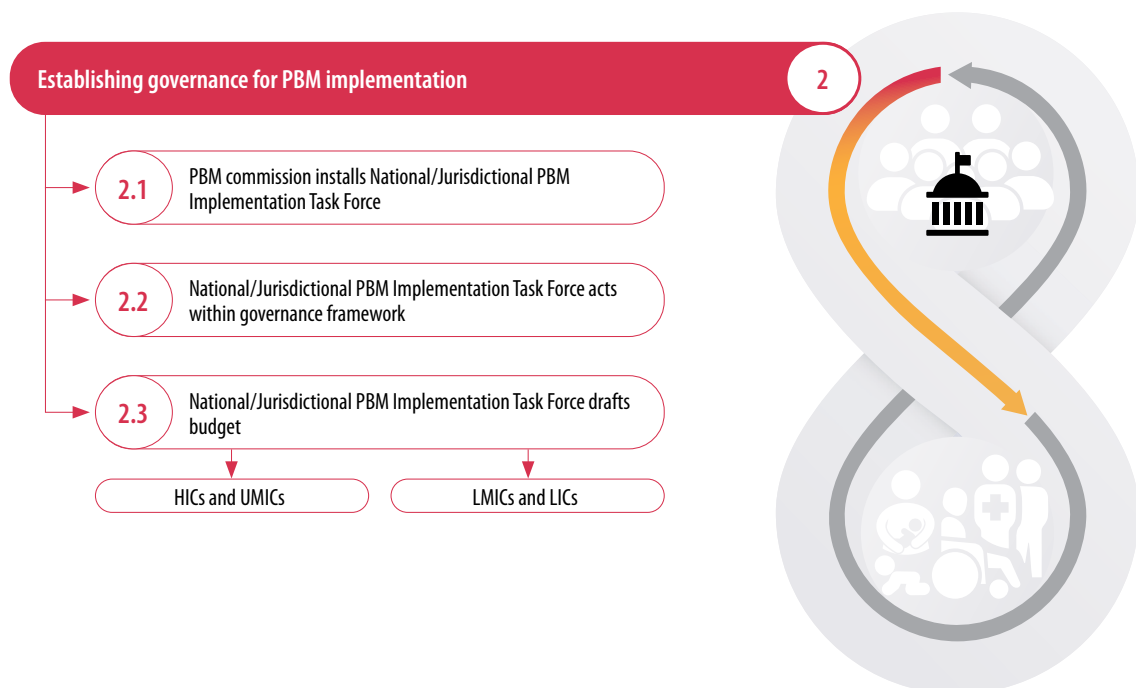 Establishing governance for PBM implementation
2
2.1
PBM commission installs National/Jurisdictional PBM
Implementation Task Force
2.2
National/Jurisdictional PBM Implementation Task Force acts
within governance framework
2.3
National/Jurisdictional PBM Implementation Task Force drafts
budget
HICs and UMICs
LMICs and LICs